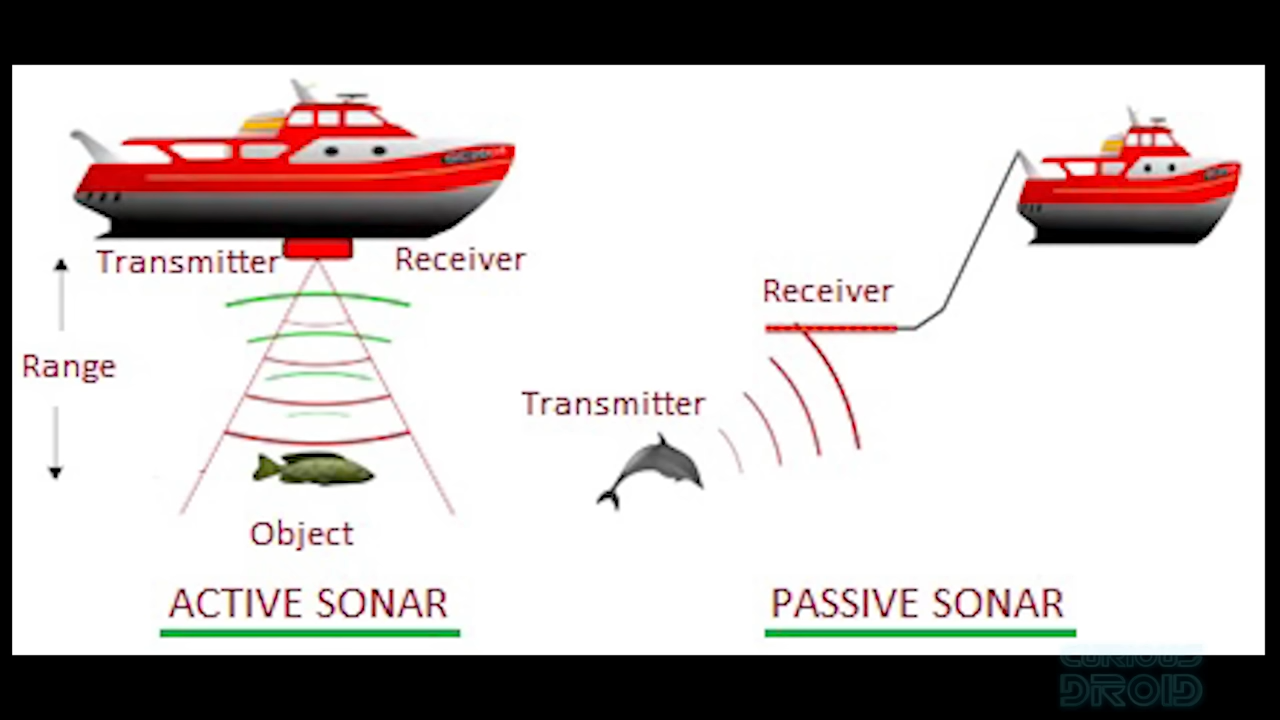 Transmitter
Receiver
Range
Object
ACTIVE SONAR
Receiver
Transmitter
PASSIVE SONAR
CURIOUS
DROID